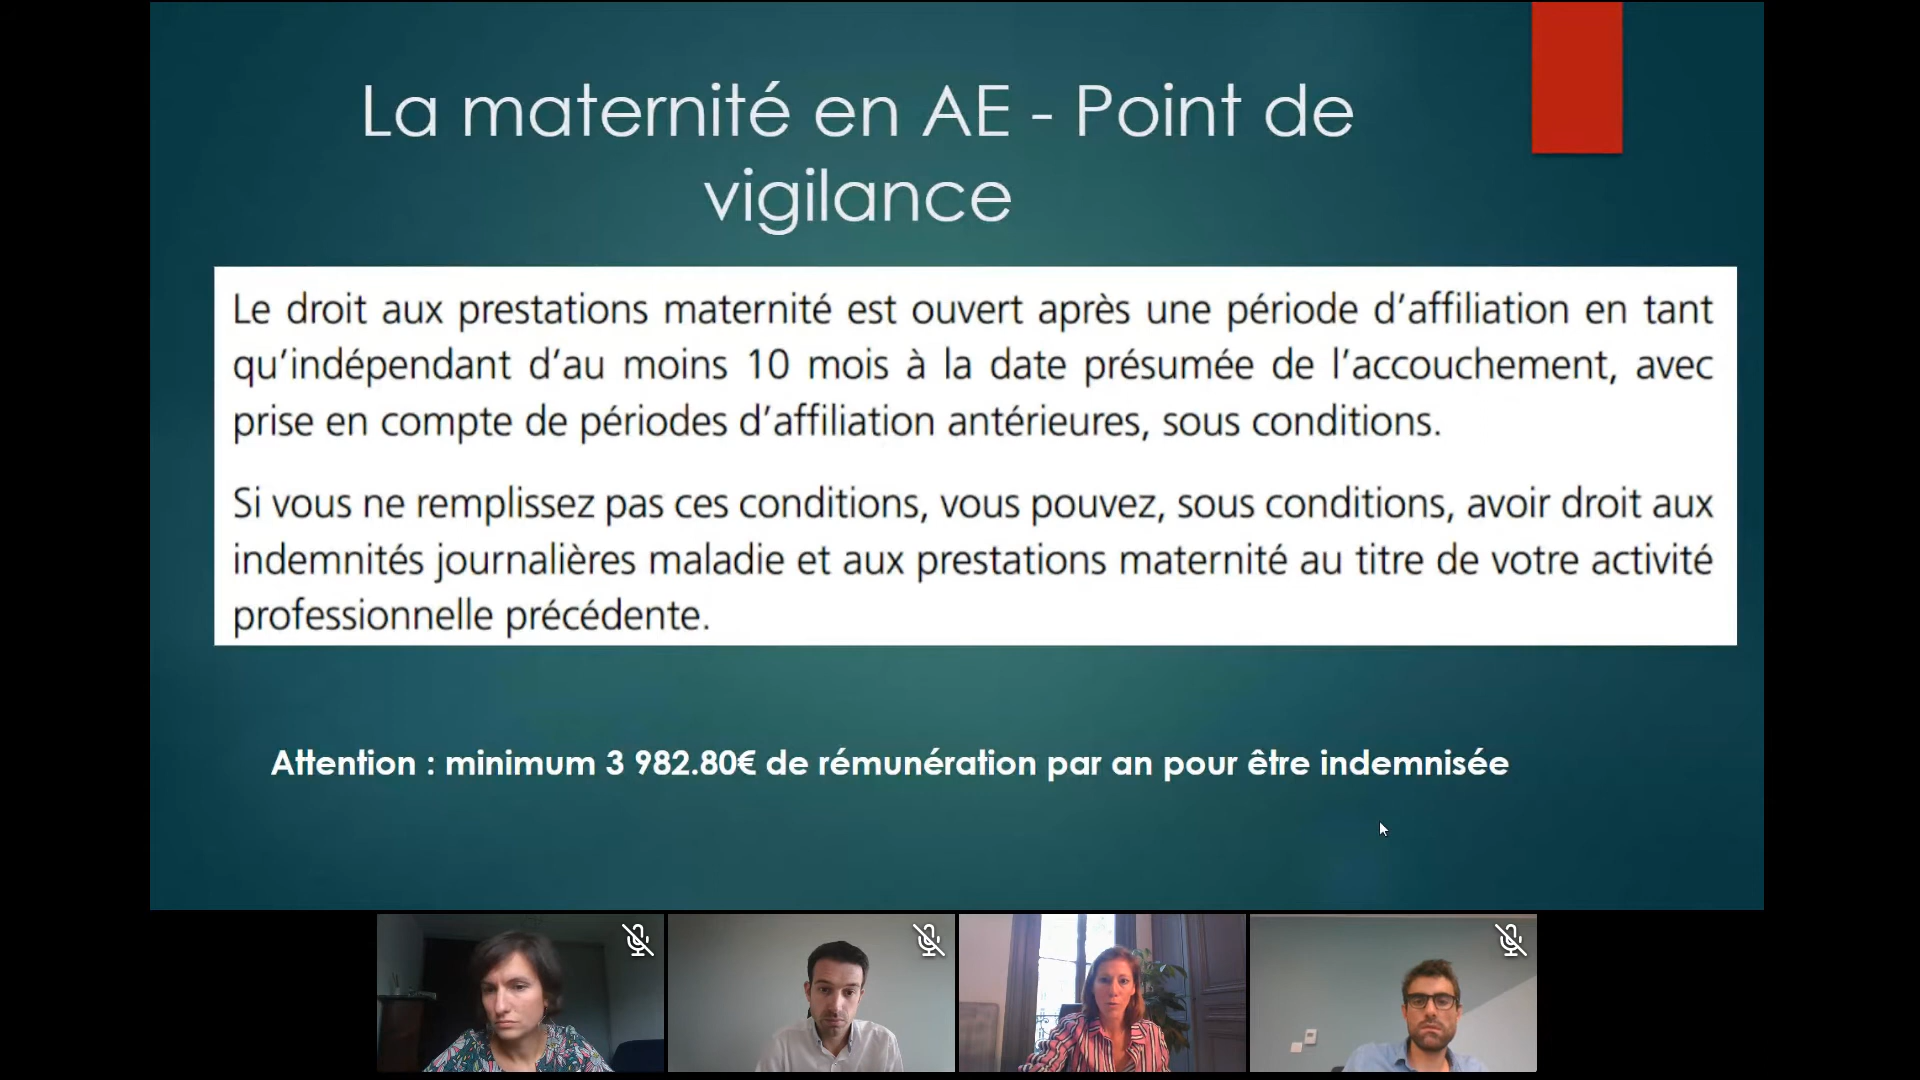 La maternité en AE - Point de
vigilance
Le droit aux prestations maternité est ouvert après une période d’affiliation en tant
qu’indépendant d’au moins 10 mois à la date présumée de l’accouchement, avec
prise en compte de périodes d’affiliation antérieures, sous conditions.
Si vous ne remplissez pas ces conditions, vous pouvez, sous conditions, avoir droit aux
indemnités journalières maladie et aux prestations maternité au titre de votre activité
professionnelle précédente.
Attention : minimum 3 982.80€ de rémunération par an pour être indemnisée